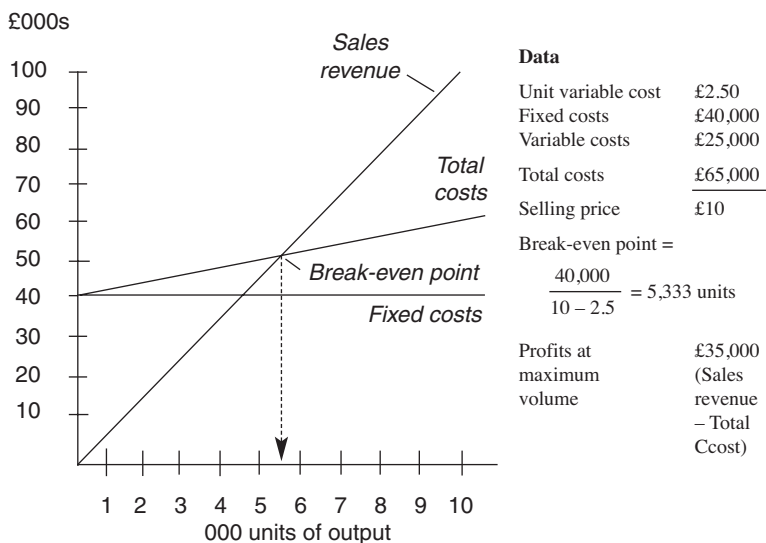 £000s
100
90
80
70
60
50
40
30
20
10
Sales
revenue
Total
costs
Break-even point
Fixed costs
1 2 3 4 5 6 7 8 9 10
000 units of output
Data
Unit variable cost £2.50
Fixed costs £40,000
Variable costs £25,000
Total costs £65,000
Selling price £10
Break-even point =
40,000
10 – 2.5
= 5,333 units
Profits at £35,000
maximum (Sales
volume revenue
– Total
Ccost)